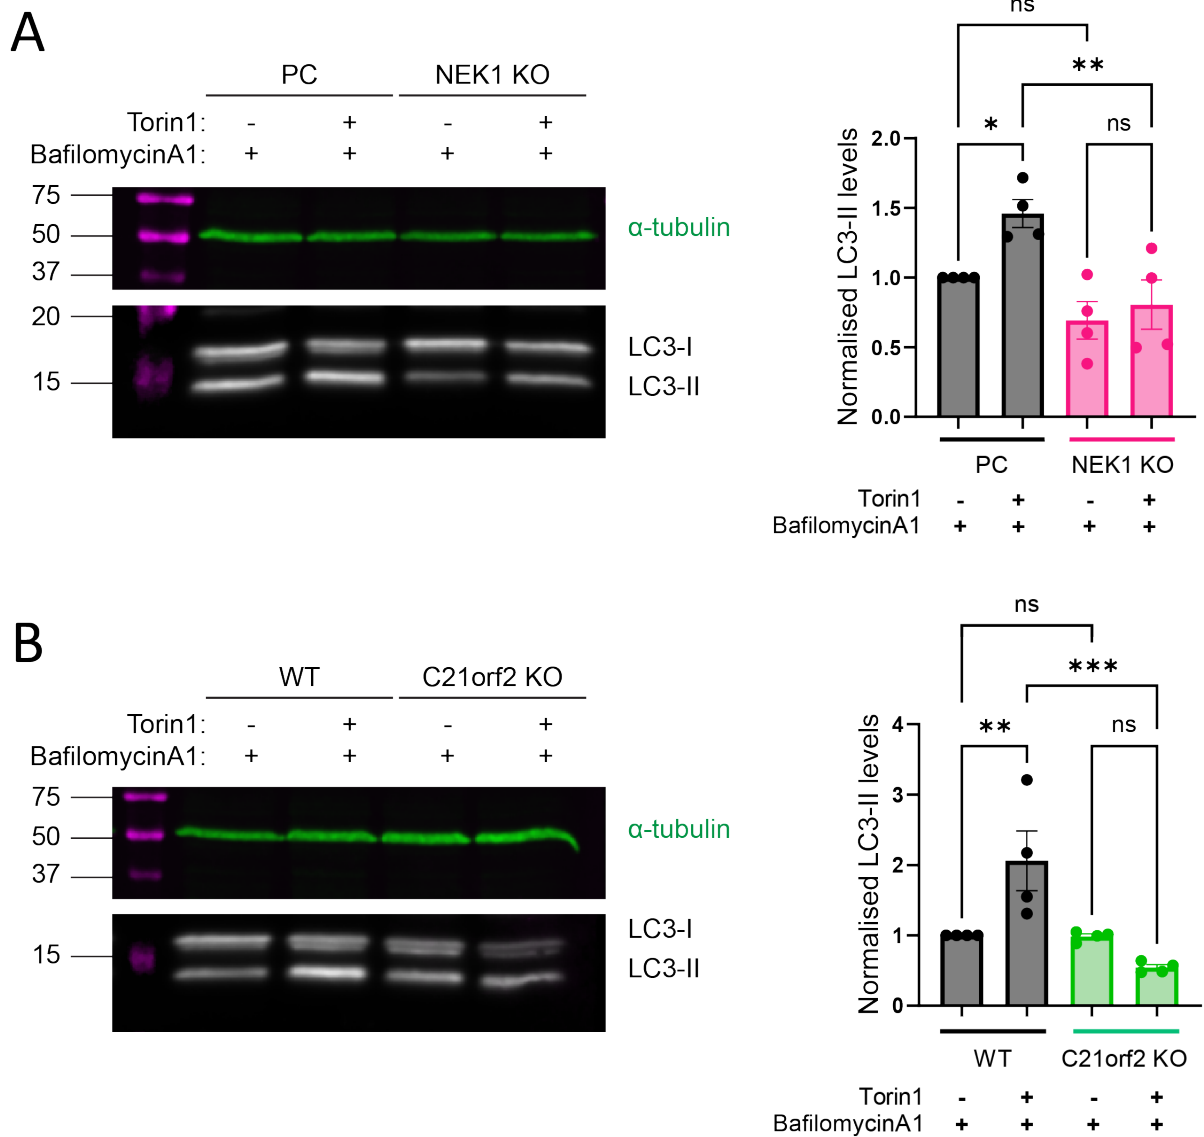 A
PC NEK1 KO
Torin1: - + - +
BafilomycinA1: + + + +
75
50
37
α-tubulin
20
15
LC3-I
LC3-II
ns
**
* ns
Normalised LC3-II levels
2.0
1.5
1.0
0.5
0.0
PC NEK1 KO
Torin1 - + - +
BafilomycinA1 + + + +
B
WT C21orf2 KO
Torin1: - + - +
BafilomycinA1: + + + +
75
50
37
α-tubulin
15
LC3-I
LC3-II
ns
***
** ns
Normalised LC3-II levels
4
3
2
1
0
WT C21orf2 KO
Torin1 - + - +
BafilomycinA1 + + + +